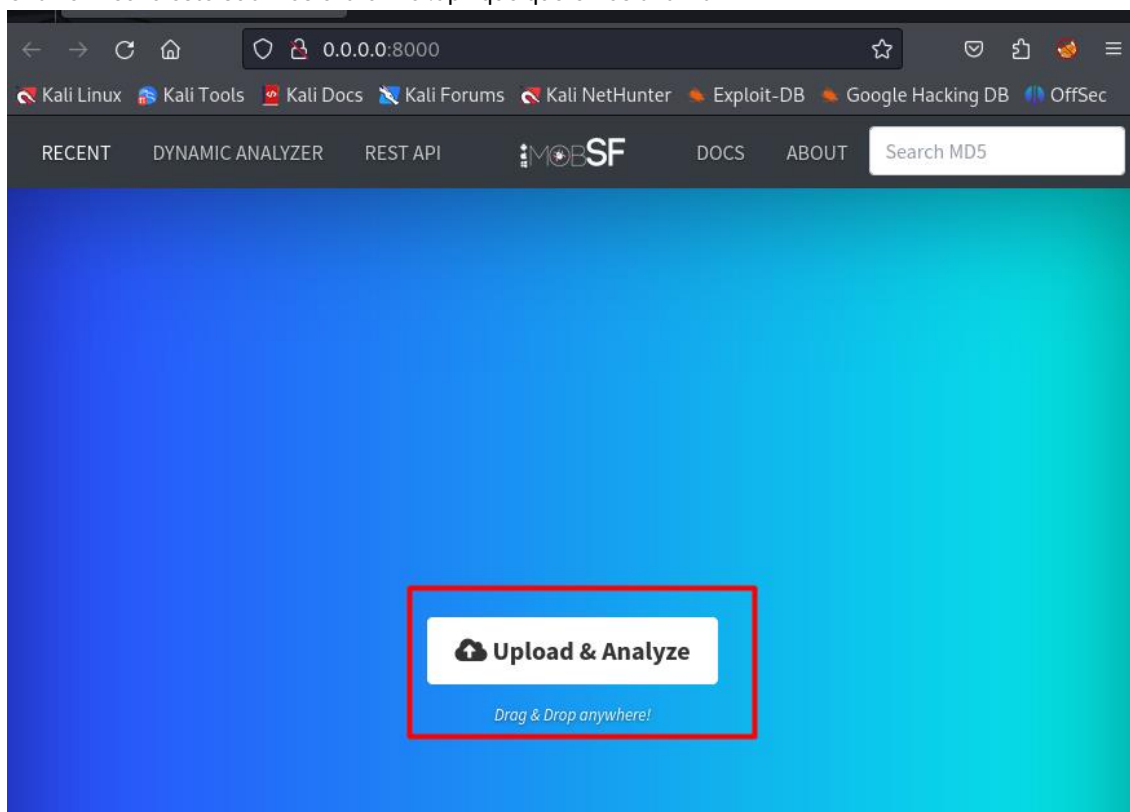 0.0.0.0:8000
Kali Linux Kali Tools Kali Docs Kali Forums Kali NetHunter Exploit-DB Google Hacking DB OffSec
RECENT DYNAMIC ANALYZER REST API MOBSF DOCS ABOUT Search MD5
Upload & Analyze
Drag & Drop anywhere!